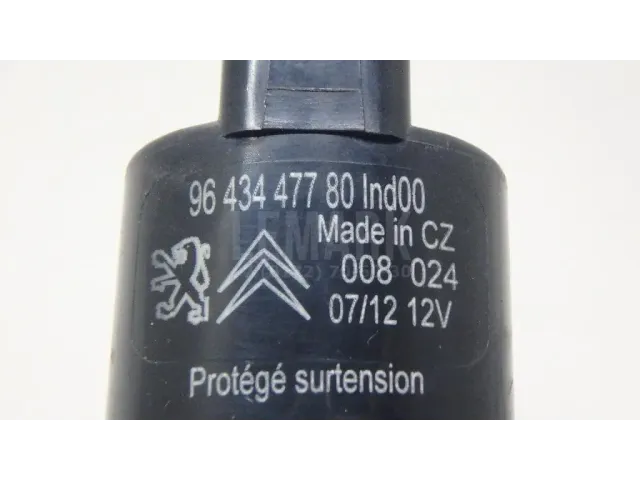 96 434 477 80 Ind00
Made in CZ
008 024
07/12 12V
Protégé surtension